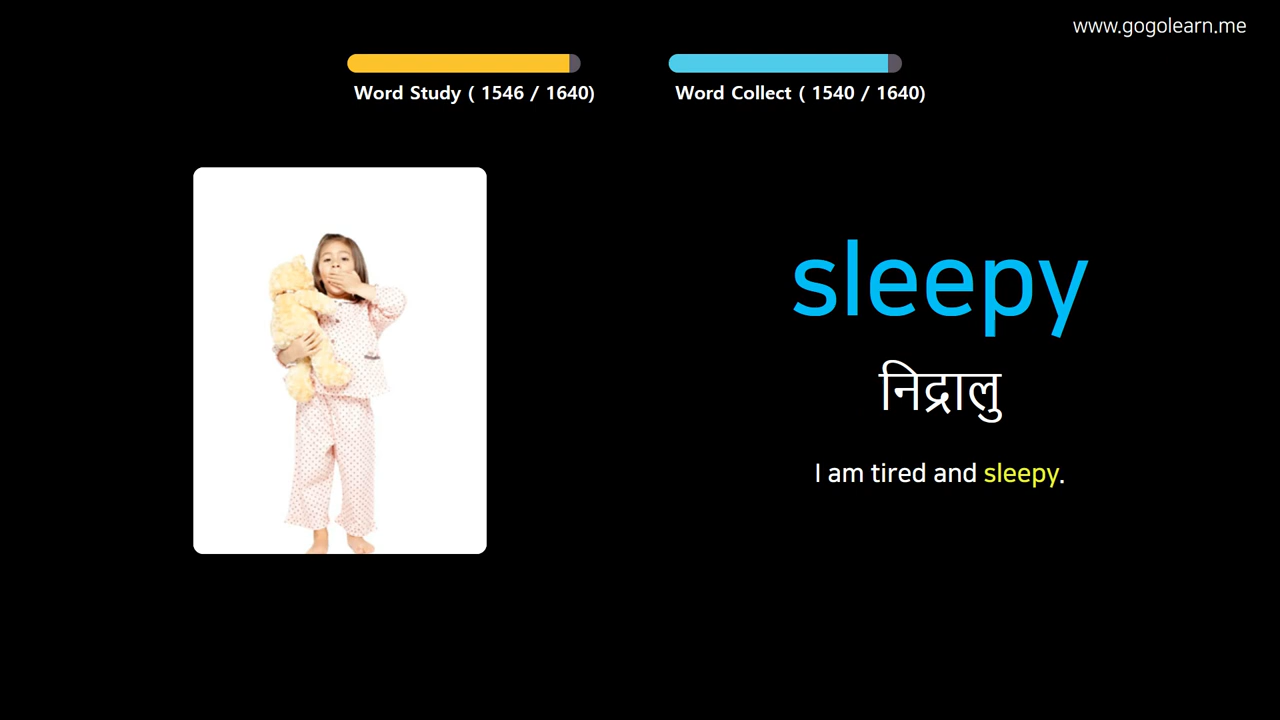 www.gogolearn.me
Word Study ( 1546 / 1640)
Word Collect ( 1540 / 1640)
sleepy
निद्रालु
I am tired and sleepy.